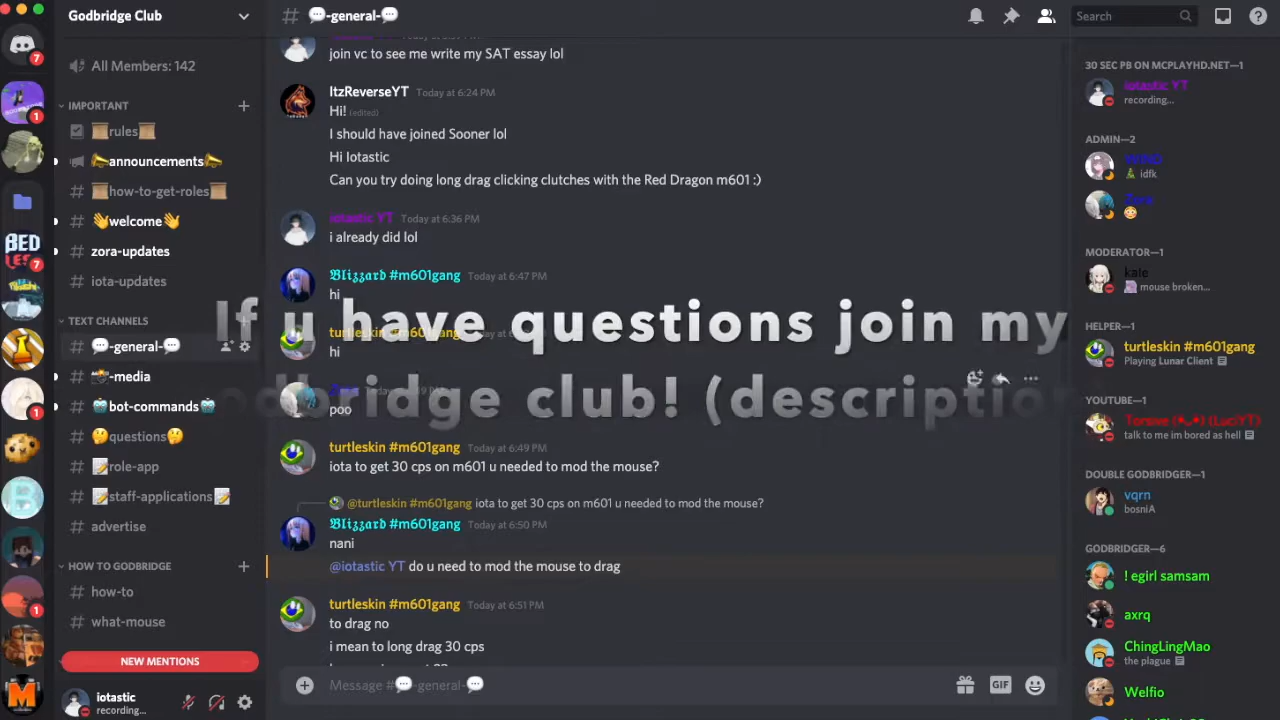 Godbridge Club
💬-general-💬
Search
All Members: 142
IMPORTANT
rules
announcements
how-to-get-roles
👋welcome👋
zora-updates
iota-updates
TEXT CHANNELS
💬-general-💬
📸-media
🤖bot-commands🤖
🤔questions🤔
📝role-app
📝staff-applications📝
advertise
HOW TO GODBRIDGE
how-to
what-mouse
NEW MENTIONS
iotastic
recording...
join vc to see me write my SAT essay lol
ItzReverseYT Today at 6:24 PM
Hi! (edited)
I should have joined Sooner lol
Hi Iotastic
Can you try doing long drag clicking clutches with the Red Dragon m601 :)
iotastic YT Today at 6:36 PM
i already did lol
𝕭𝖑𝖎𝖟𝖟𝖆𝖗𝖉 #m601gang Today at 6:47 PM
hi
turtleskin #m601gang
hi
If u have questions join my
godbridge club! (description
poo
turtleskin #m601gang Today at 6:49 PM
iota to get 30 cps on m601 u needed to mod the mouse?
@turtleskin #m601gang iota to get 30 cps on m601 u needed to mod the mouse?
𝕭𝖑𝖎𝖟𝖟𝖆𝖗𝖉 #m601gang Today at 6:50 PM
nani
@iotastic YT do u need to mod the mouse to drag
turtleskin #m601gang Today at 6:51 PM
to drag no
i mean to long drag 30 cps
Message #💬-general-💬
GIF
30 SEC PB ON MCPLAYHD.NET—1
iotastic YT
recording...
ADMIN—2
idfk
Zora
MODERATOR—1
kale
mouse broken...
HELPER—1
turtleskin #m601gang
Playing Lunar Client
YOUTUBE—1
talk to me im bored as hell
DOUBLE GODBRIDGER—1
vqrn
bosniA
GODBRIDGER—6
! egirl samsam
axrq
ChingLingMao
the plague
Welfio